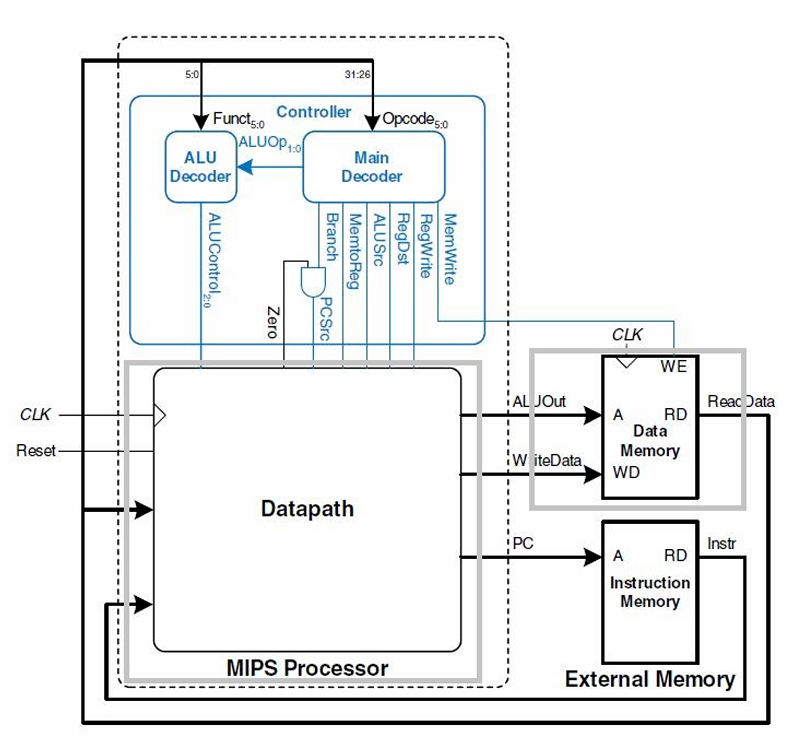 5:0
31:26
Controller
Funct5:0
Opcode5:0
ALUOp1:0
ALU
Decoder
Main
Decoder
ALUControl2:0
Branch
MemtoReg
ALUSrc
RegDst
RegWrite
MemWrite
Zero
PCSrc
CLK
Reset
Datapath
MIPS Processor
CLK
WE
ALUOut
A
RD
ReadData
Data
Memory
WriteData
WD
PC
A
RD
Instr
Instruction
Memory
External Memory